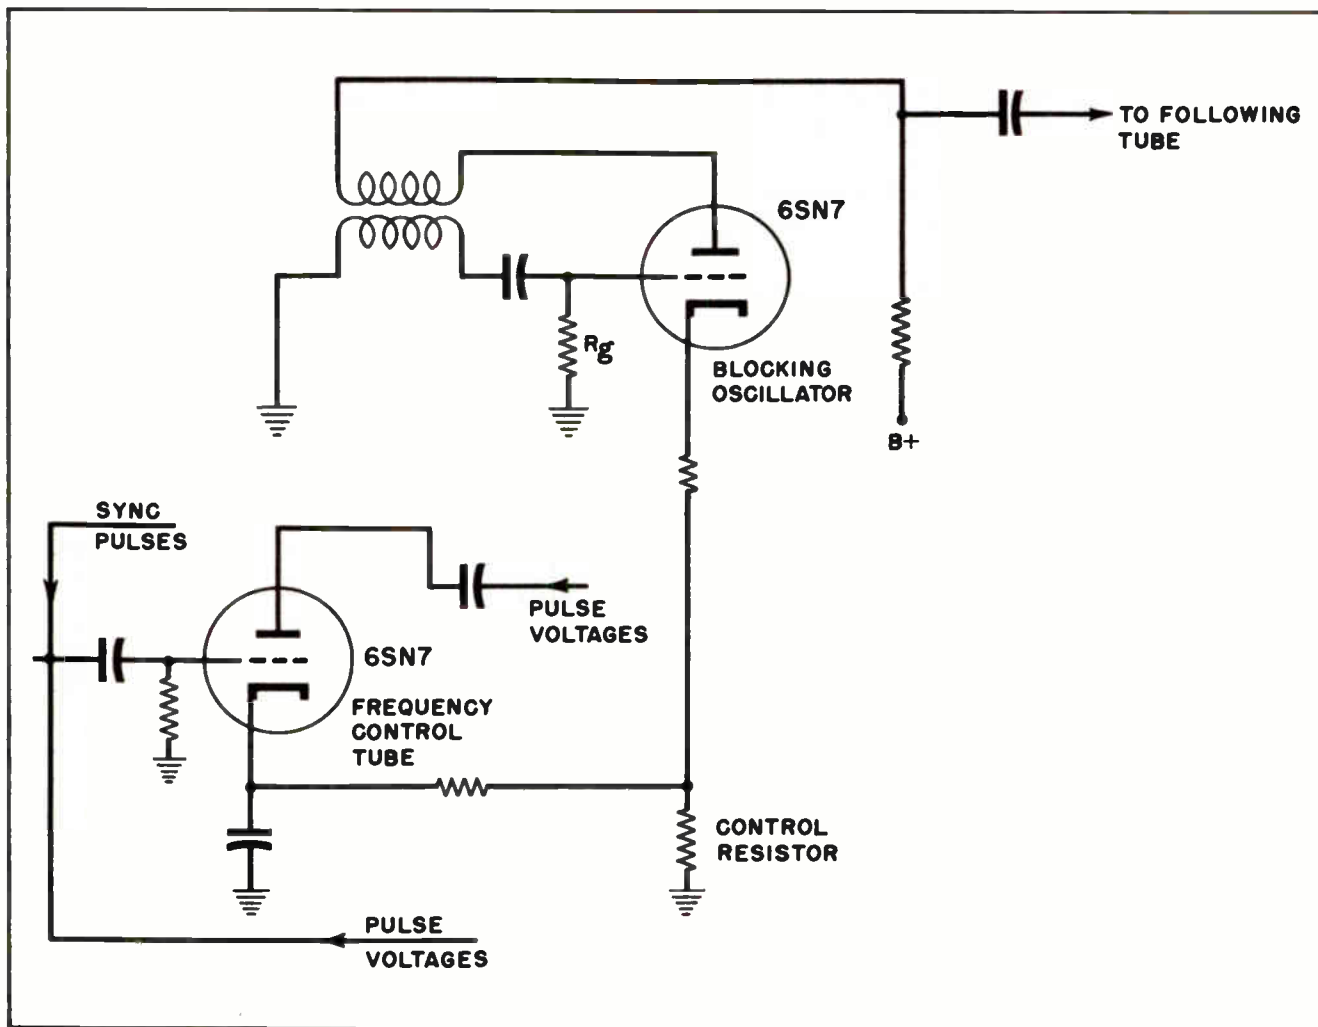 TO FOLLOWING
TUBE
6SN7
Rg
BLOCKING
OSCILLATOR
B+
SYNC
PULSES
PULSE
VOLTAGES
6SN7
FREQUENCY
CONTROL
TUBE
CONTROL
RESISTOR
PULSE
VOLTAGES